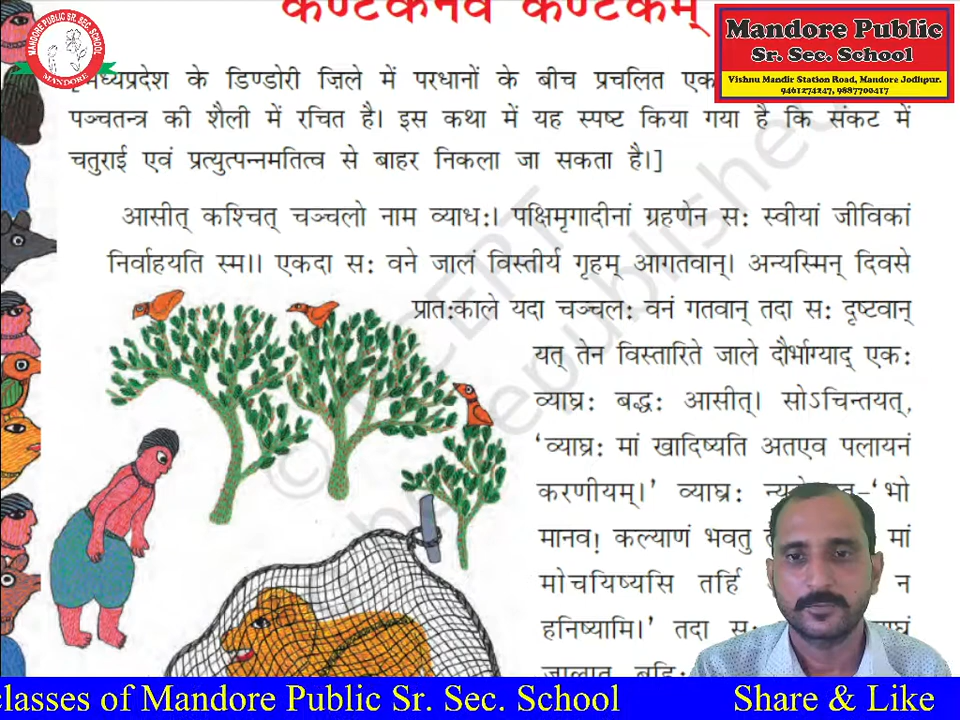 कण्टकेनैव कण्टकम्
Mandore Public
Sr. Sec. School
Vishnu Mandir Station Road, Mandore Jodhpur.
9461274247, 9887700417
MANDORE PUBLIC SR. SEC. SCHOOL
MANDORE
के डिण्डोरी ज़िले में परधानों के बीच प्रचलित
पञ्चतन्त्र की शैली में रचित है। इस कथा में यह स्पष्ट किया गया है कि संकट में
चतुराई एवं प्रत्युत्पन्नमतित्व से बाहर निकला जा सकता है।]
आसीत् कश्चित् चञ्चलो नाम व्याधः। पक्षिमृगादीनां ग्रहणेन सः स्वीयां जीविकां
निर्वाहयति स्म।। एकदा सः वने जालं विस्तीर्य गृहम् आगतवान्। अन्यस्मिन् दिवसे
प्रातःकाले यदा चञ्चलः वनं गतवान् तदा सः दृष्टवान्
यत् तेन विस्तारिते जाले दौर्भाग्याद् एकः
व्याघ्रः बद्धः आसीत्। सोऽचिन्तयत्,
‘व्याघ्रः मां खादिष्यति अतएव पलायनं
करणीयम्।’ व्याघ्रः ‘भो
मानव! कल्याणं भवतु मां
मोचयिष्यसि तर्हि न
हनिष्यामि।’ तदा
जालात् बहिः
classes of Mandore Public Sr. Sec. School Share & Like